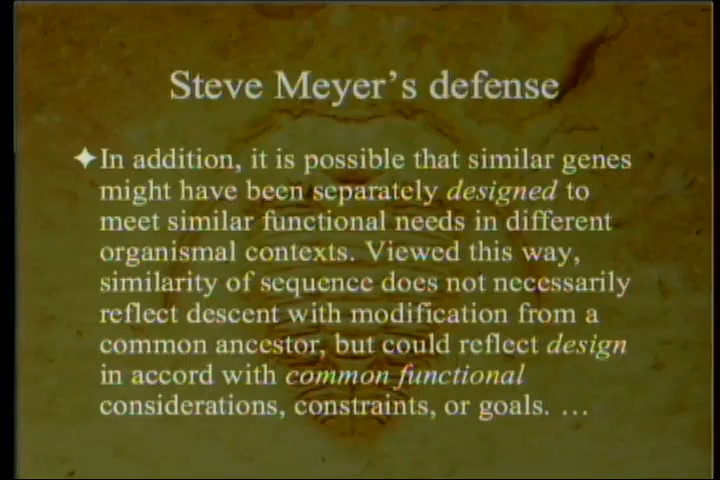 Steve Meyer’s defense
In addition, it is possible that similar genes
might have been separately designed to
meet similar functional needs in different
organismal contexts. Viewed this way,
similarity of sequence does not necessarily
reflect descent with modification from a
common ancestor, but could reflect design
in accord with common functional
considerations, constraints, or goals. …